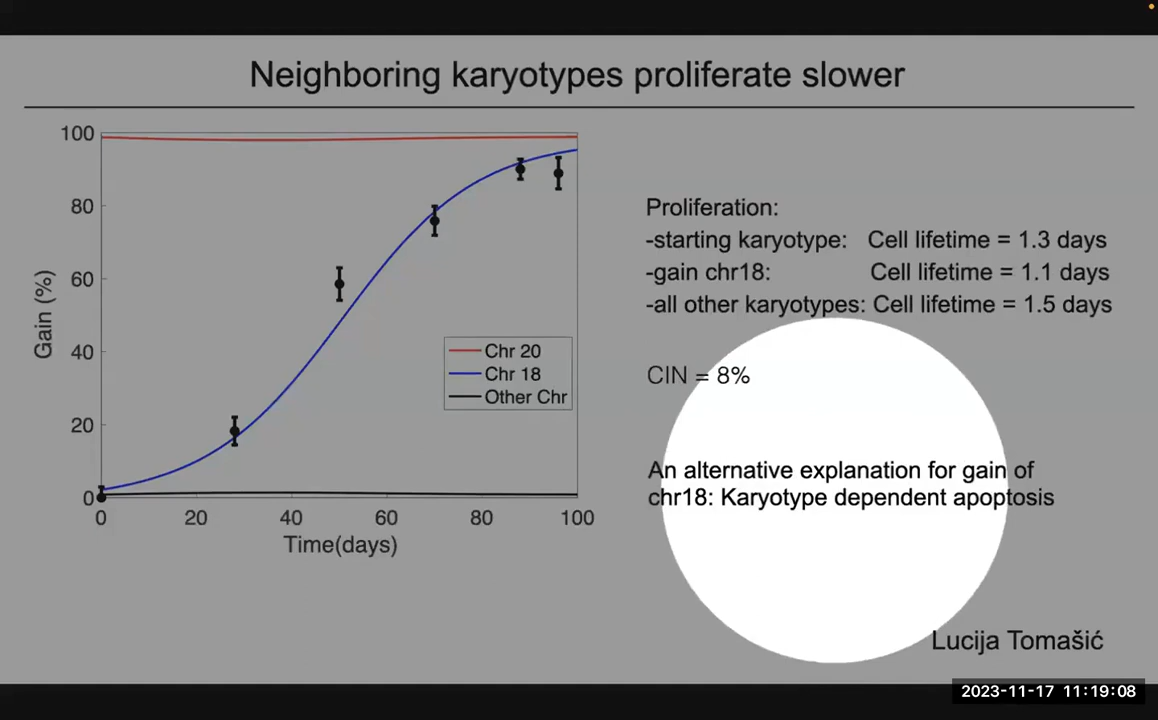 Neighboring karyotypes proliferate slower
100
80
60
40
20
0
Gain (%)
0 20 40 60 80 100
Time(days)
Chr 20
Chr 18
Other Chr
Proliferation:
-starting karyotype: Cell lifetime = 1.3 days
-gain chr18: Cell lifetime = 1.1 days
-all other karyotypes: Cell lifetime = 1.5 days
CIN = 8%
An alternative explanation for gain of
chr18: Karyotype dependent apoptosis
Lucija Tomašić
2023-11-17 11:19:08